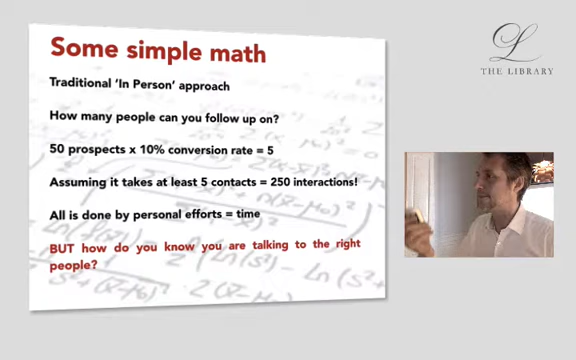 Some simple math
Traditional 'In Person' approach
How many people can you follow up on?
50 prospects x 10% conversion rate = 5
Assuming it takes at least 5 contacts = 250 interactions!
All is done by personal efforts = time
BUT how do you know you are talking to the right
people?
L
THE LIBRARY